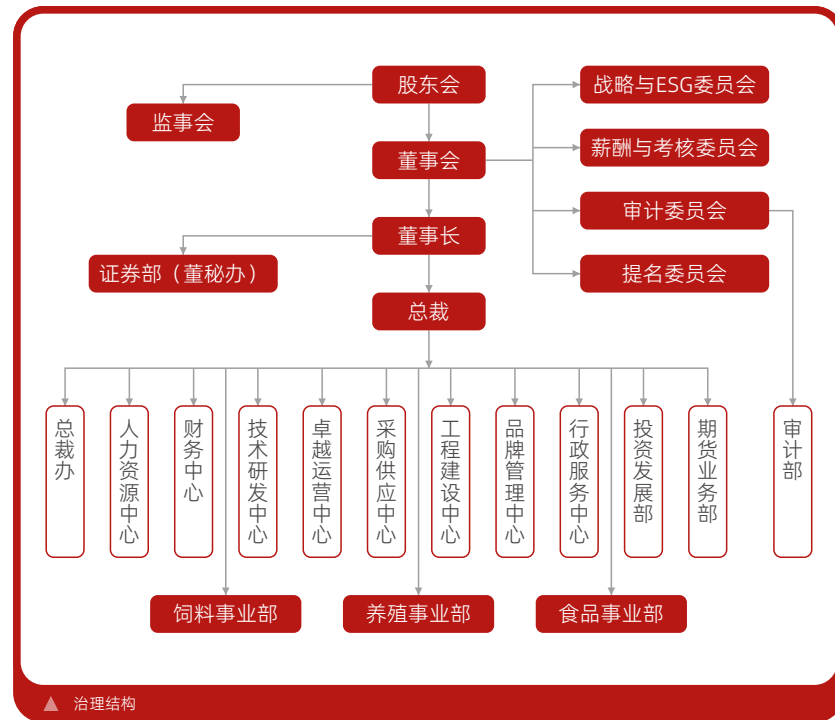 股东会
战略与ESG委员会
监事会
薪酬与考核委员会
董事会
审计委员会
董事长
证券部（董秘办）
提名委员会
总裁
总裁办
人力资源中心
财务中心
技术研发中心
卓越运营中心
采购供应中心
工程建设中心
品牌管理中心
行政服务中心
投资发展部
期货业务部
审计部
饲料事业部
养殖事业部
食品事业部
治理结构